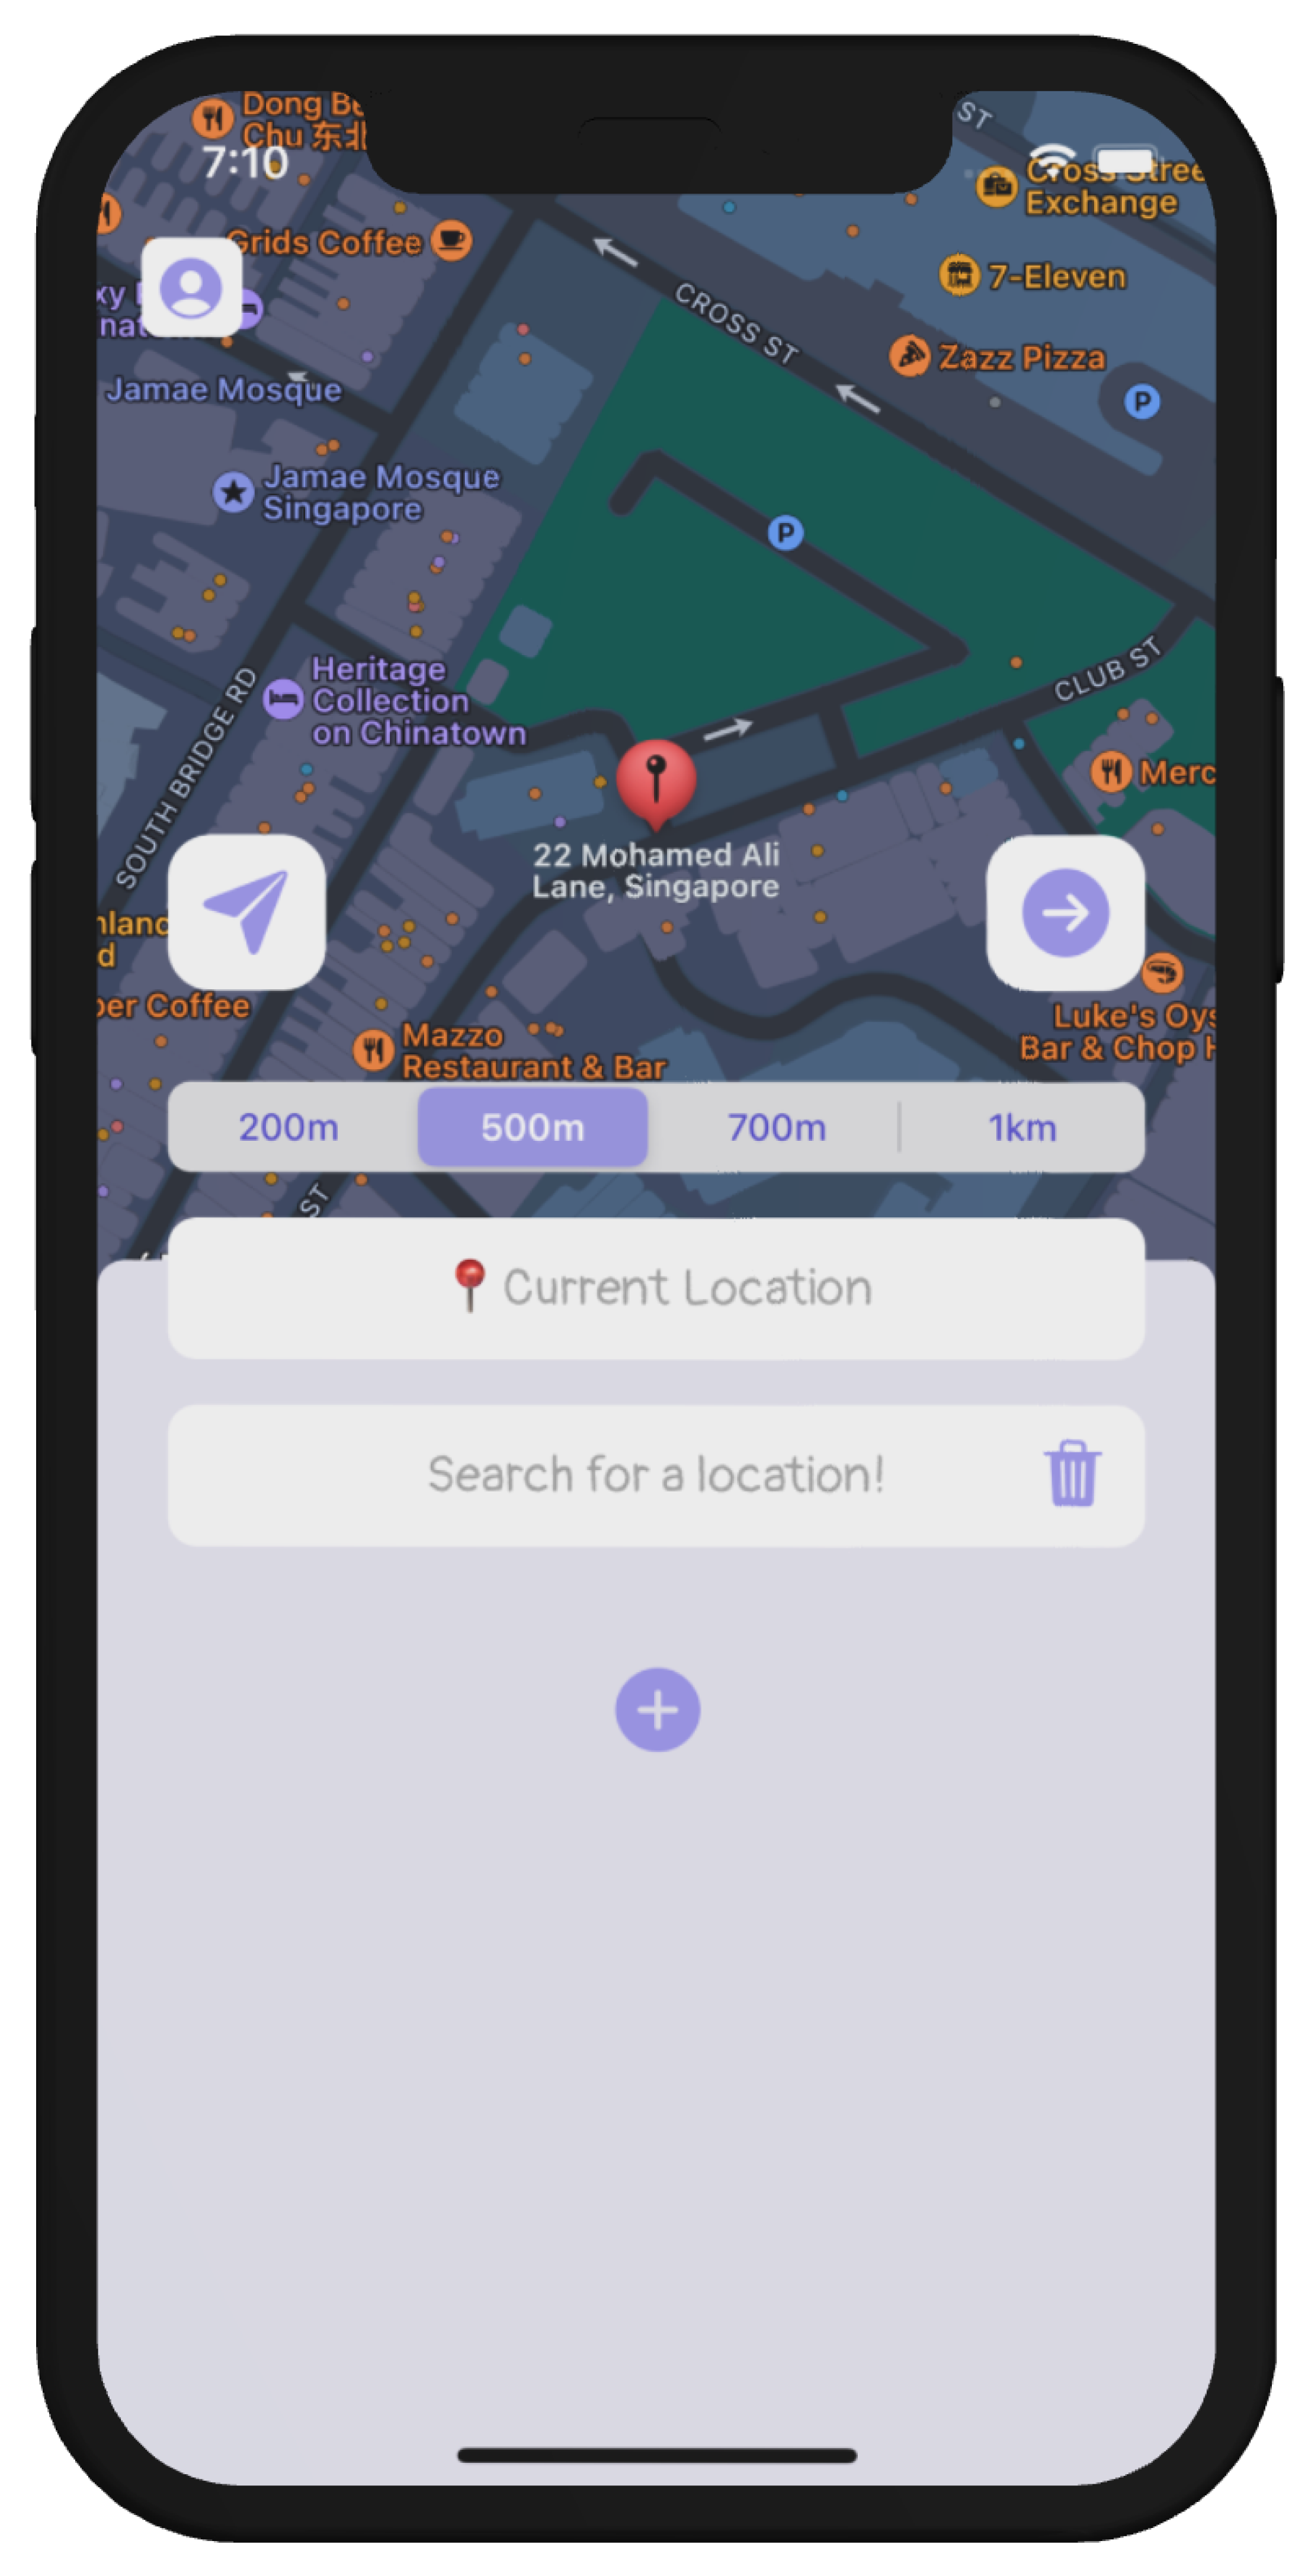 Dong Be
Chu 东北
7:10
ST
Cross Stree
Exchange
Grids Coffee
7-Eleven
CROSS ST
Zazz Pizza
P
Jamae Mosque
Jamae Mosque
Singapore
P
Heritage
Collection
on Chinatown
CLUB ST
SOUTH BRIDGE RD
Merc
22 Mohamed Ali
Lane, Singapore
d
per Coffee
Luke's Oys
Bar & Chop H
Mazzo
Restaurant & Bar
200m
500m
700m
1km
ST
Current Location
Search for a location!